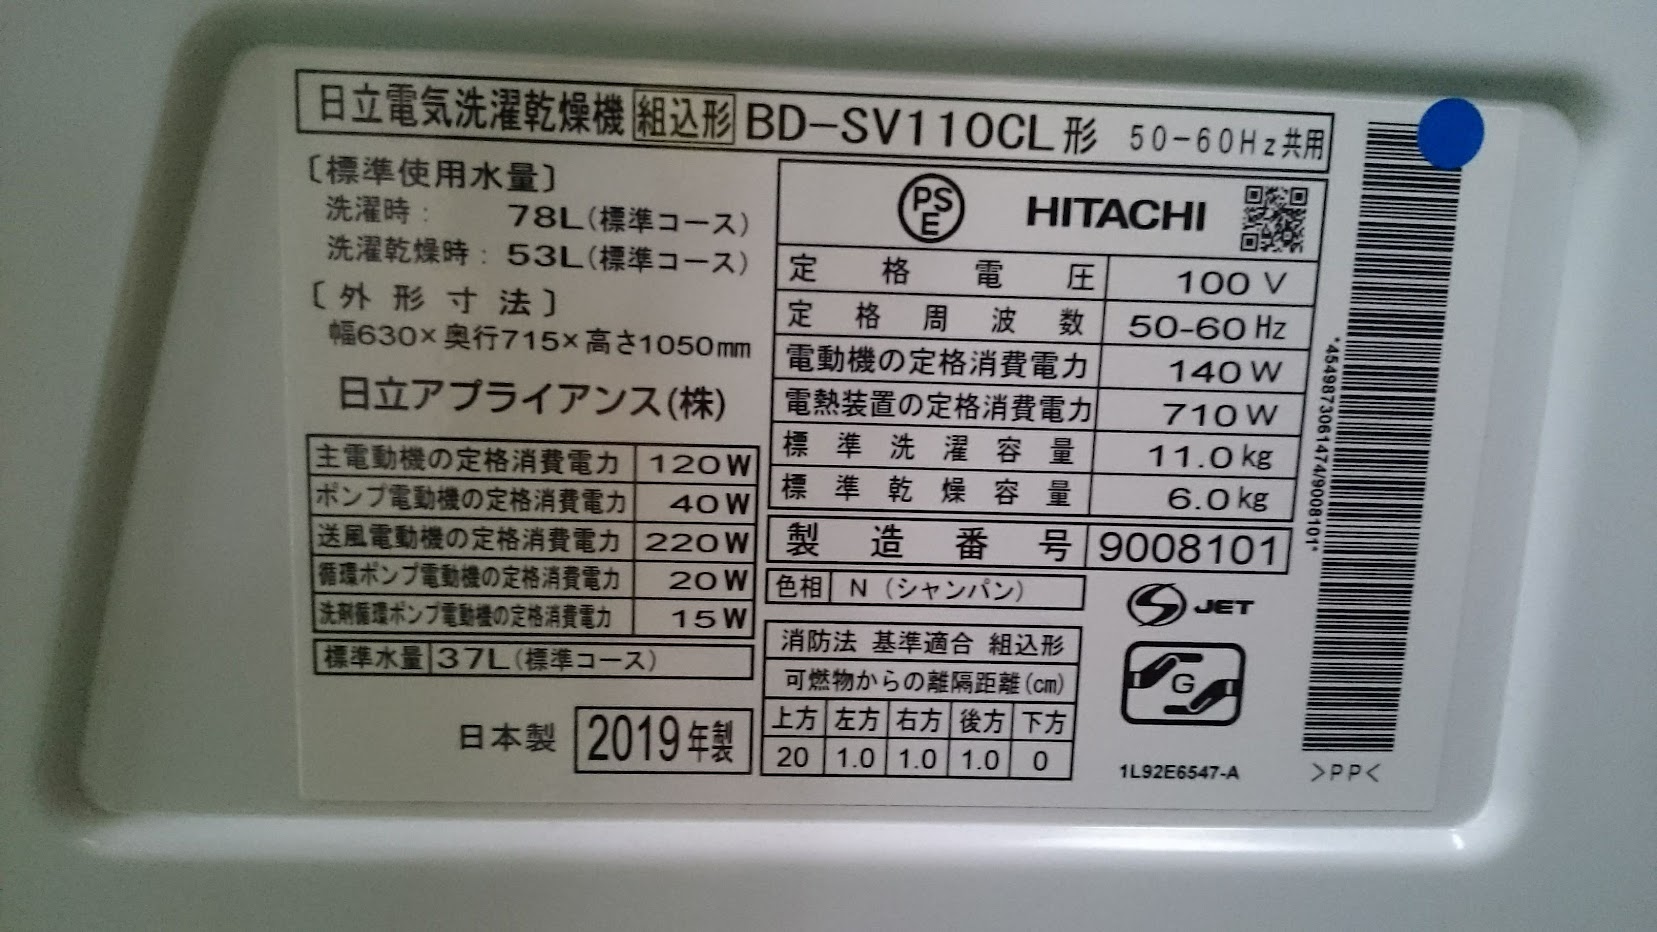 日立電気洗濯乾燥機 組込形 BD-SV110CL形 50-60Hz共用
〔標準使用水量〕
洗濯時: 78L(標準コース)
洗濯乾燥時: 53L(標準コース)
〔外形寸法〕
幅630×奥行715×高さ1050mm
日立アプライアンス(株)
主電動機の定格消費電力 120W
ポンプ電動機の定格消費電力 40W
送風電動機の定格消費電力 220W
循環ポンプ電動機の定格消費電力 20W
洗剤循環ポンプ電動機の定格消費電力 15W
標準水量 37L(標準コース)
日本製 2019年製
PSE HITACHI
定格電圧 100V
定格周波数 50-60Hz
電動機の定格消費電力 140W
電熱装置の定格消費電力 710W
標準洗濯容量 11.0kg
標準乾燥容量 6.0kg
製造番号 9008101
色相 N(シャンパン)
消防法 基準適合 組込形
可燃物からの離隔距離(cm)
上方 左方 右方 後方 下方
20 1.0 1.0 1.0 0
S JET
G
1L92E6547-A
>PP<
*4549873061474/9008101*